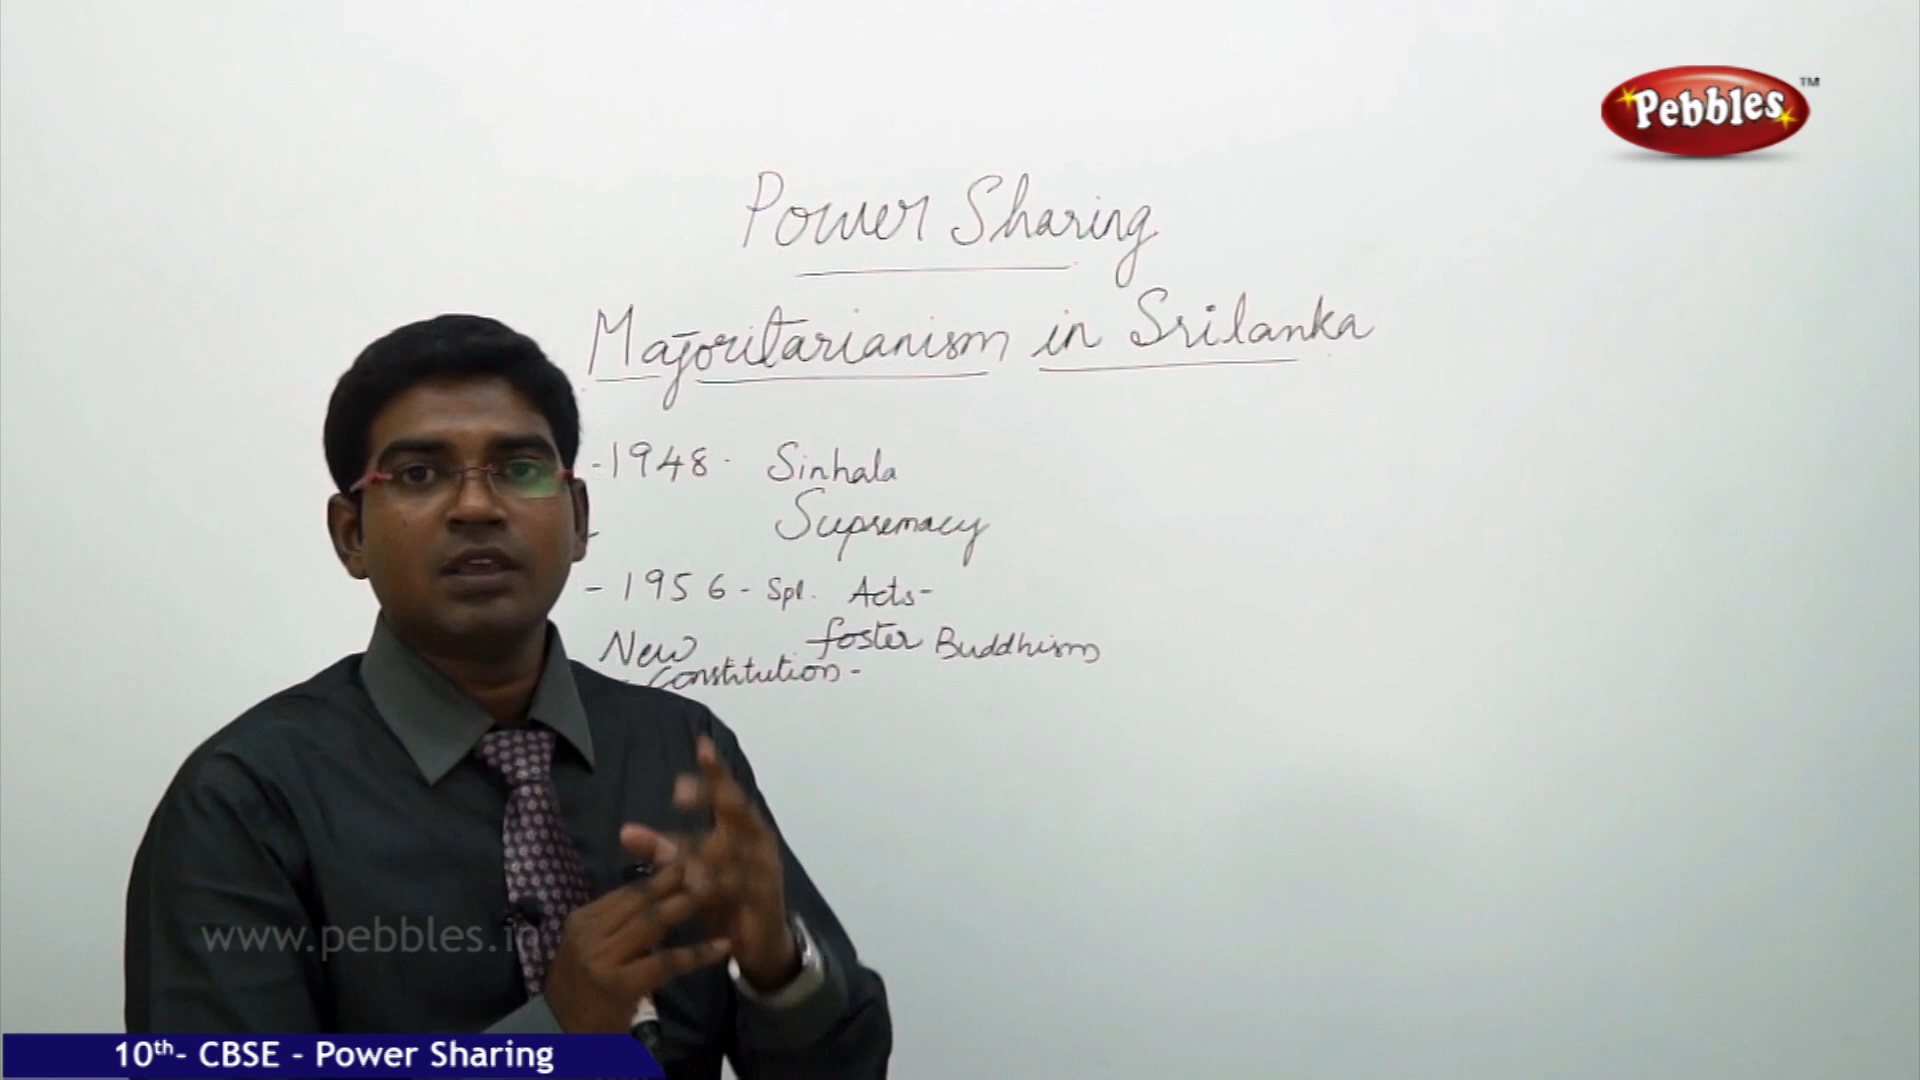 Pebbles TM
Power Sharing
Majoritarianism in Srilanka
-1948- Sinhala
- Supremacy
- 1956 - Spl. Acts-
New foster Buddhism
- Constitution -
www.pebbles.in
10th- CBSE - Power Sharing